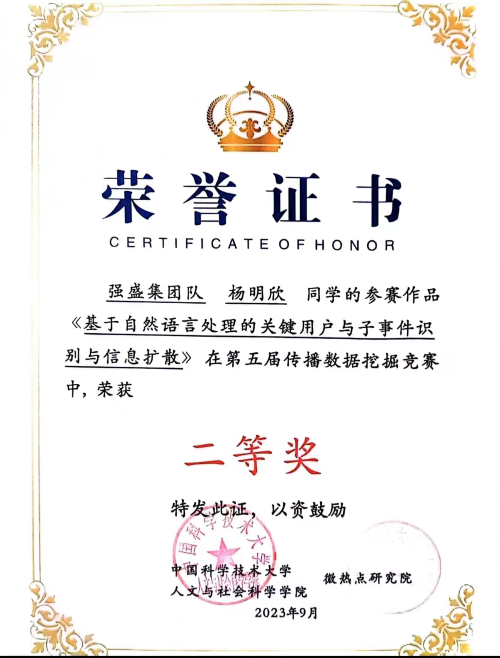 荣誉证书
CERTIFICATE OF HONOR
强盛集团队 杨明欣 同学的参赛作品
《基于自然语言处理的关键用户与子事件识
别与信息扩散》在第五届传播数据挖掘竞赛
中，荣获
二等奖
特发此证，以资鼓励
中国科学技术大学
中国科学技术大学
人文与社会科学学院
微热点研究院
2023年9月